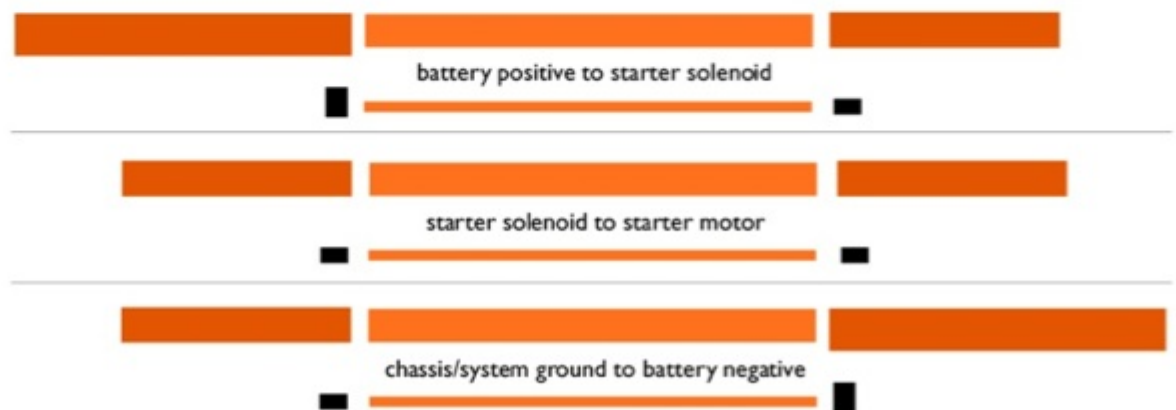 battery positive to starter solenoid
starter solenoid to starter motor
chassis/system ground to battery negative